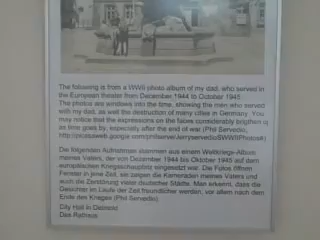 The following is from a WWII photo album of my dad, who served in
the European theater from December 1944 to October 1945.
The photos are windows into the time, showing the men who served
with my dad, as well as the destruction of many cities in Germany. You
may notice that the expressions on the faces considerably brighten up
as time goes by, especially after the end of war (Phil Servedio,
Die folgenden Aufnahmen stammen aus einem Weltkriegs-Album
meines Vaters, der von Dezember 1944 bis Oktober 1945 auf dem
europäischen Kriegsschauplatz eingesetzt war. Die Fotos öffnen
Fenster in jene Zeit, sie zeigen die Kameraden meines Vaters und
auch die Zerstörung vieler deutscher Städte. Man erkennt, dass die
Gesichter im Laufe der Zeit freundlicher werden, vor allem nach dem
Ende des Krieges (Phil Servedio)
City Hall in
Das Rathaus